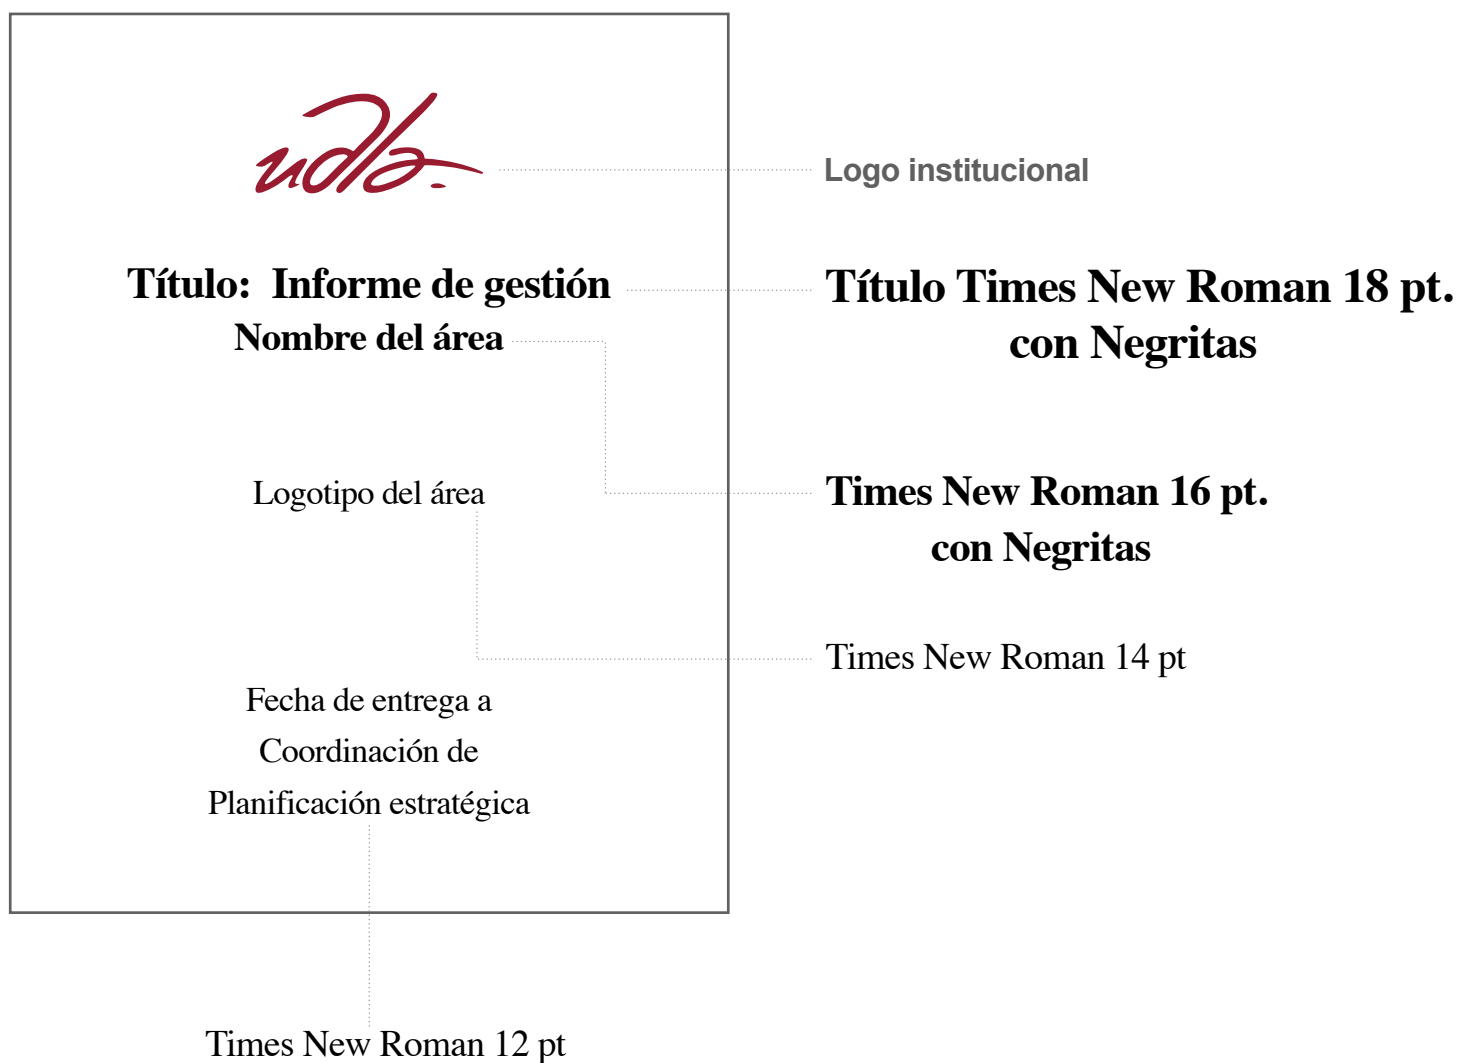 udla.
Logo institucional
Título: Informe de gestión
Nombre del área
Título Times New Roman 18 pt.
con Negritas
Logotipo del área
Times New Roman 16 pt.
con Negritas
Times New Roman 14 pt
Fecha de entrega a
Coordinación de
Planificación estratégica
Times New Roman 12 pt